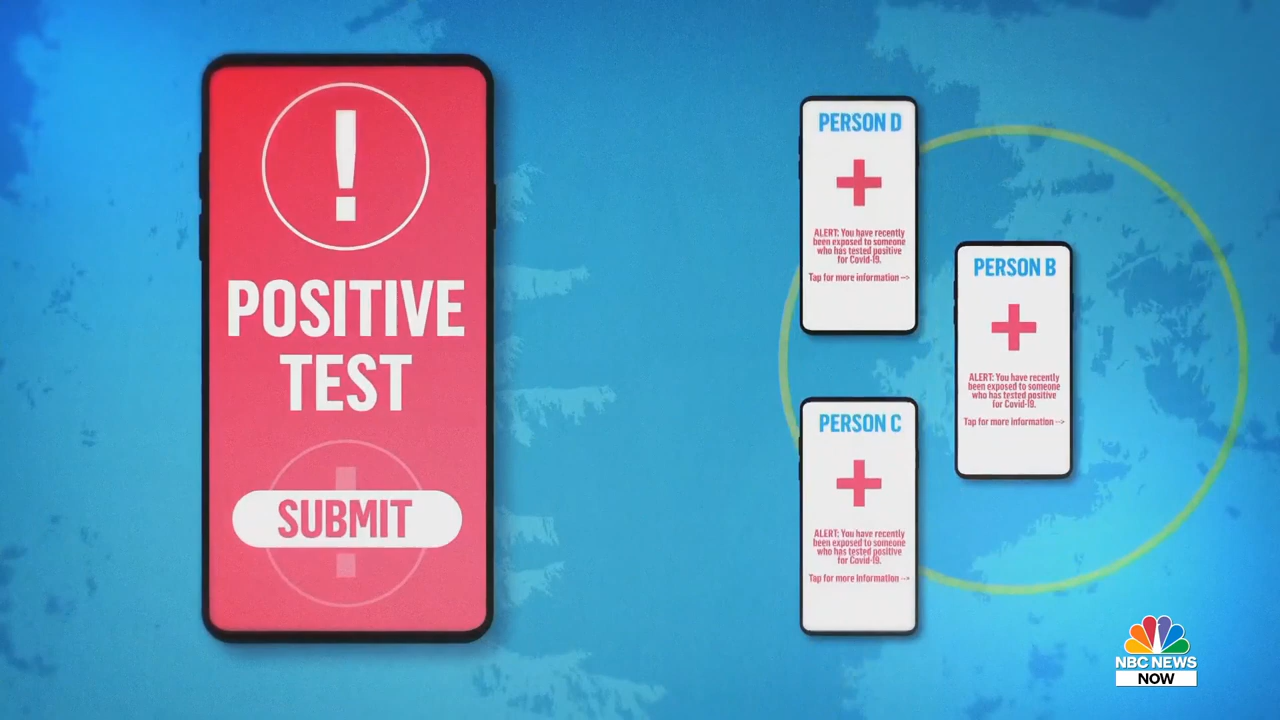 !
POSITIVE
TEST
SUBMIT
PERSON D
ALERT: You have recently
been exposed to someone
who has tested positive
for Covid-19.
Tap for more information -->
PERSON B
ALERT: You have recently
been exposed to someone
who has tested positive
for Covid-19.
Tap for more information -->
PERSON C
ALERT: You have recently
been exposed to someone
who has tested positive
for Covid-19.
Tap for more information -->
NBC NEWS
NOW